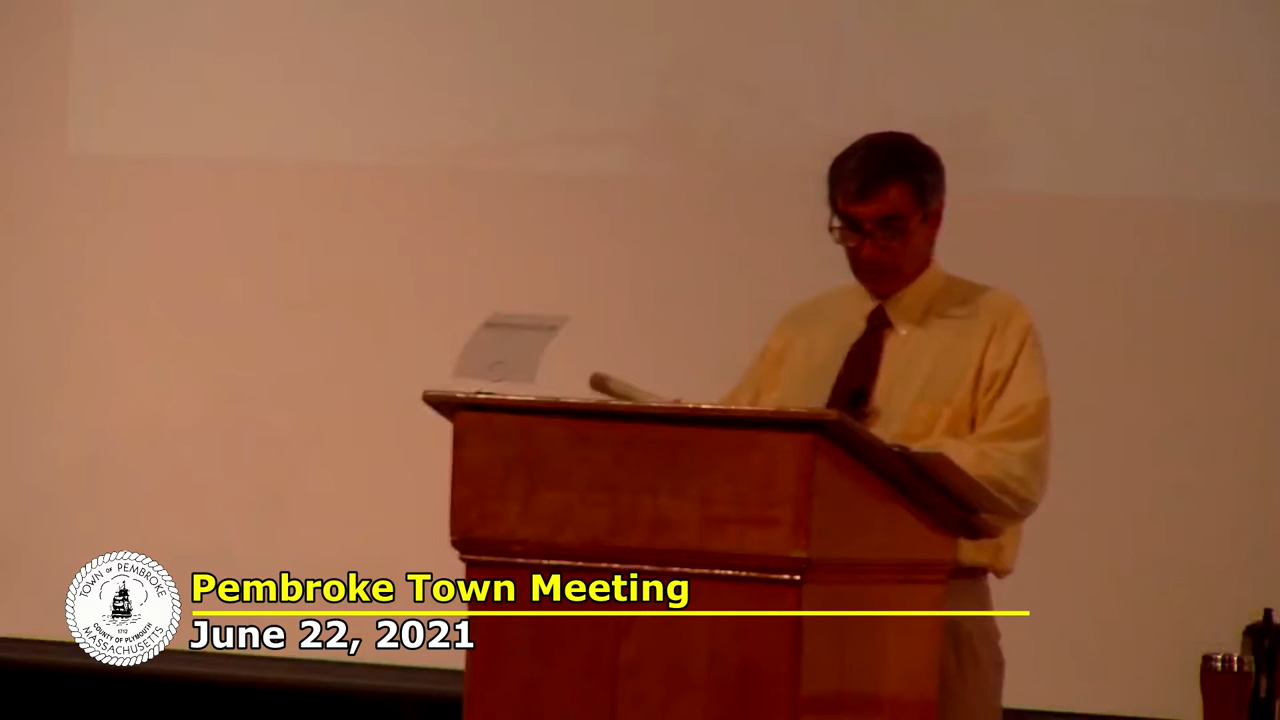 Pembroke Town Meeting
June 22, 2021
TOWN OF PEMBROKE
1712
COUNTY OF PLYMOUTH
MASSACHUSETTS